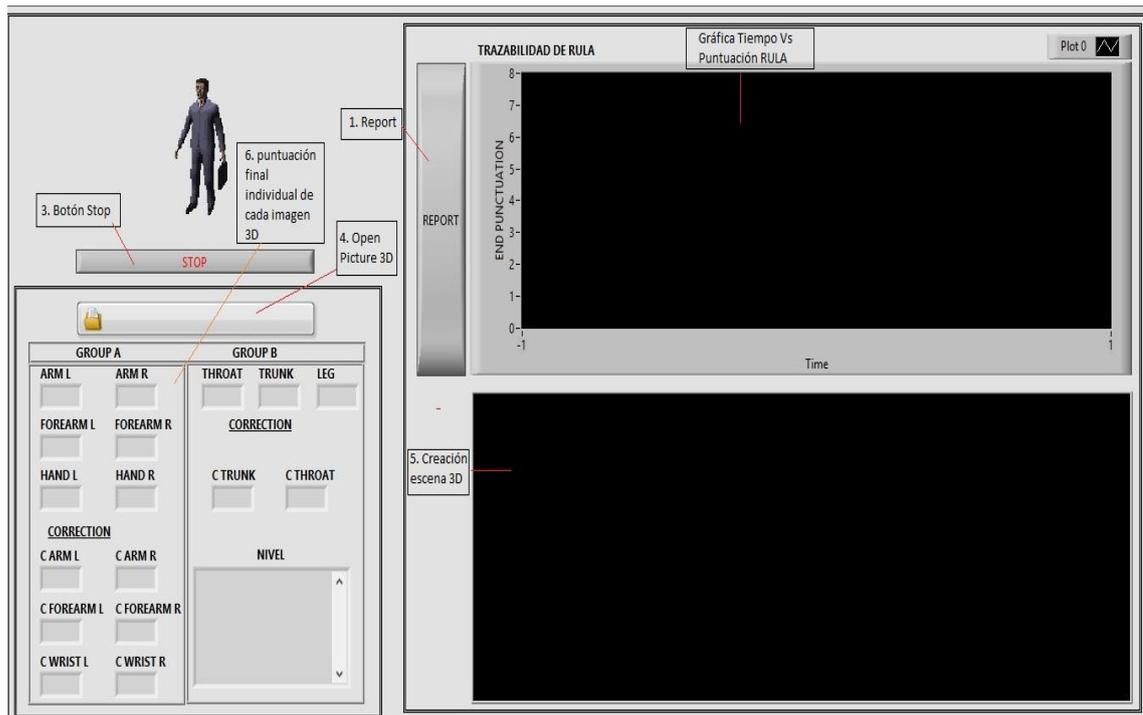 TRAZABILIDAD DE RULA
Gráfica Tiempo Vs
Puntuación RULA
Plot 0
1. Report
REPORT
END PUNCTUATION
8
7
6
5
4
3
2
1
0
-1
1
Time
6. puntuación
final
individual de
cada imagen
3D
3. Botón Stop
STOP
4. Open
Picture 3D
GROUP A
GROUP B
ARM L
ARM R
FOREARM L
FOREARM R
HAND L
HAND R
CORRECTION
C ARM L
C ARM R
C FOREARM L
C FOREARM R
C WRIST L
C WRIST R
THROAT
TRUNK
LEG
CORRECTION
C TRUNK
C THROAT
NIVEL
5. Creación
escena 3D